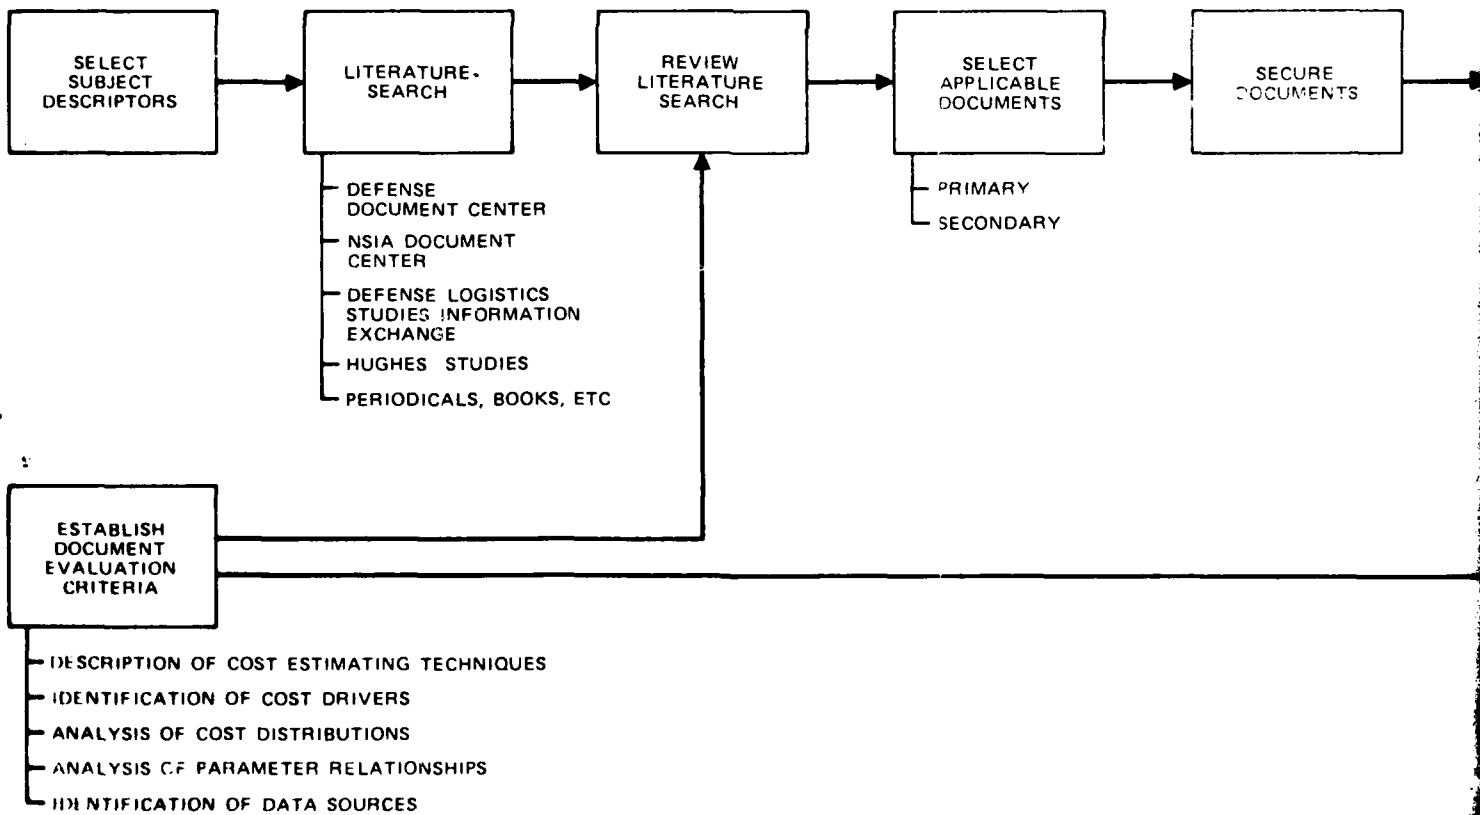 SELECT
SUBJECT
DESCRIPTORS
LITERATURE-
SEARCH
REVIEW
LITERATURE
SEARCH
SELECT
APPLICABLE
DOCUMENTS
SECURE
DOCUMENTS
DEFENSE
DOCUMENT CENTER
NSIA DOCUMENT
CENTER
DEFENSE LOGISTICS
STUDIES INFORMATION
EXCHANGE
HUGHES STUDIES
PERIODICALS, BOOKS, ETC
PRIMARY
SECONDARY
ESTABLISH
DOCUMENT
EVALUATION
CRITERIA
DESCRIPTION OF COST ESTIMATING TECHNIQUES
IDENTIFICATION OF COST DRIVERS
ANALYSIS OF COST DISTRIBUTIONS
ANALYSIS OF PARAMETER RELATIONSHIPS
IDENTIFICATION OF DATA SOURCES